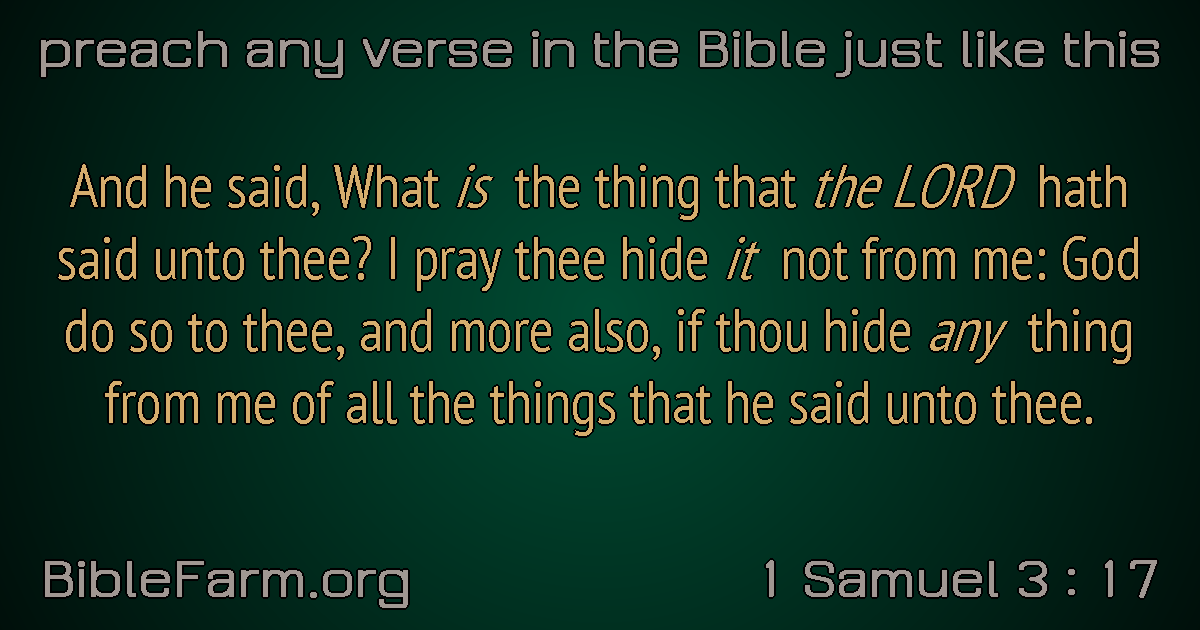 preach any verse in the Bible just like this
And he said, What is the thing that the LORD hath
said unto thee? I pray thee hide it not from me: God
do so to thee, and more also, if thou hide any thing
from me of all the things that he said unto thee.
BibleFarm.org
1 Samuel 3 : 17